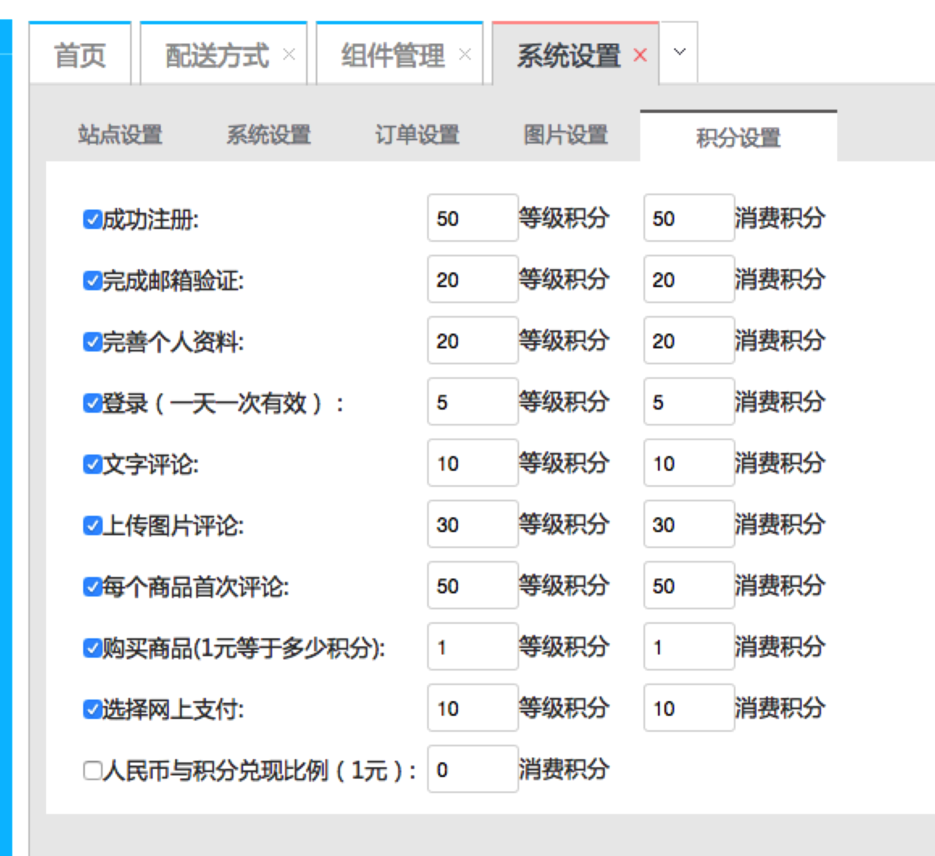 首页 配送方式 × 组件管理 × 系统设置 ×
站点设置 系统设置 订单设置 图片设置 积分设置
成功注册: 50 等级积分 50 消费积分
完成邮箱验证: 20 等级积分 20 消费积分
完善个人资料: 20 等级积分 20 消费积分
登录（一天一次有效）: 5 等级积分 5 消费积分
文字评论: 10 等级积分 10 消费积分
上传图片评论: 30 等级积分 30 消费积分
每个商品首次评论: 50 等级积分 50 消费积分
购买商品(1元等于多少积分): 1 等级积分 1 消费积分
选择网上支付: 10 等级积分 10 消费积分
人民币与积分兑现比例（1元）: 0 消费积分